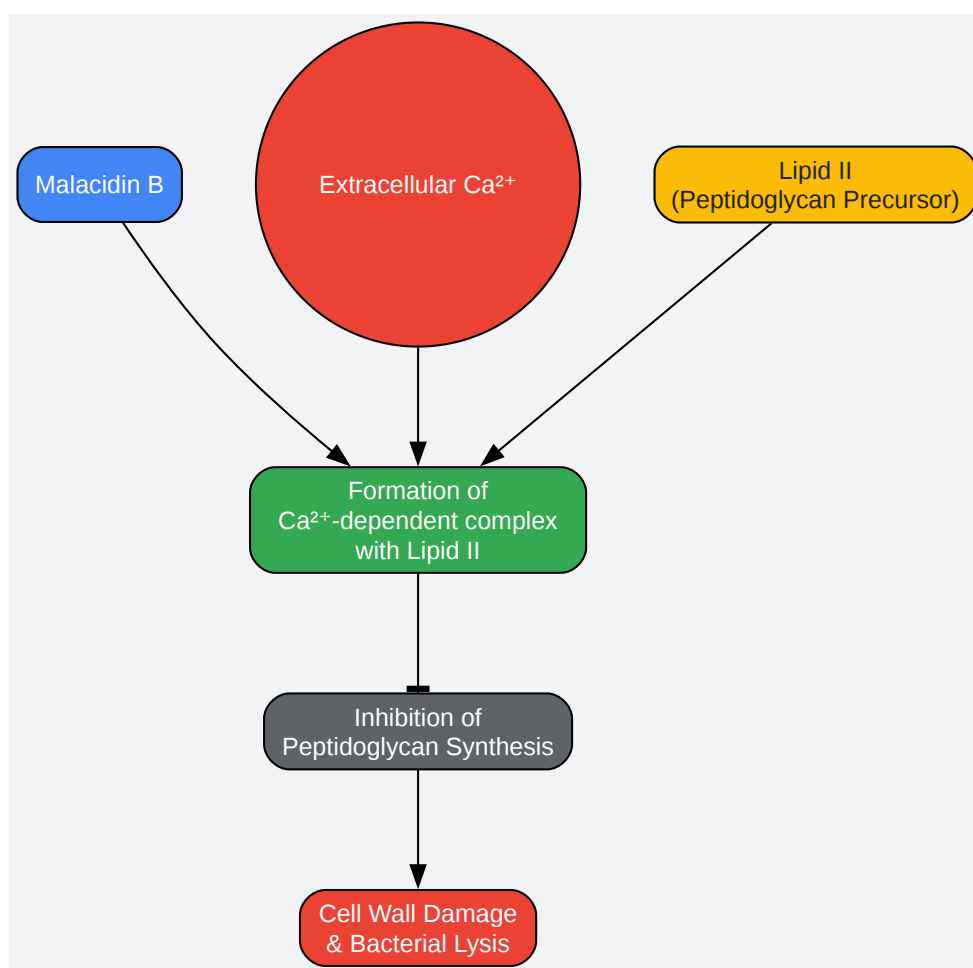 Malacidin B
Extracellular Ca²⁺
Lipid II
(Peptidoglycan Precursor)
Formation of
Ca²⁺-dependent complex
with Lipid II
Inhibition of
Peptidoglycan Synthesis
Cell Wall Damage
& Bacterial Lysis